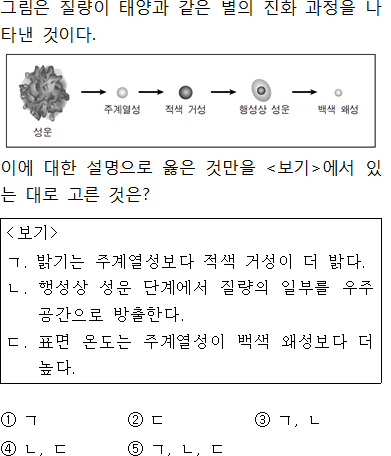 그림은 질량이 태양과 같은 별의 진화 과정을 나
타낸 것이다.
성운
주계열성
적색 거성
행성상 성운
백색 왜성
이에 대한 설명으로 옳은 것만을 <보기>에서 있
는 대로 고른 것은?
<보기>
ㄱ. 밝기는 주계열성보다 적색 거성이 더 밝다.
ㄴ. 행성상 성운 단계에서 질량의 일부를 우주
공간으로 방출한다.
ㄷ. 표면 온도는 주계열성이 백색 왜성보다 더
높다.
① ㄱ ② ㄷ ③ ㄱ, ㄴ
④ ㄴ, ㄷ ⑤ ㄱ, ㄴ, ㄷ